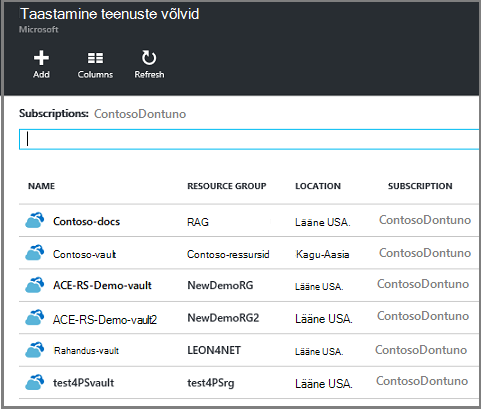 Taastamine teenuste võlvid
Microsoft
Add Columns Refresh
Subscriptions: ContosoDontuno
NAME RESOURCE GROUP LOCATION SUBSCRIPTION
Contoso-docs RAG Lääne USA. ContosoDontuno
Contoso-vault Contoso-ressursid Kagu-Aasia ContosoDontuno
ACE-RS-Demo-vault NewDemoRG Lääne USA. ContosoDontuno
ACE-RS-Demo-vault2 NewDemoRG2 Lääne USA. ContosoDontuno
Rahandus-vault LEON4NET Lääne USA. ContosoDontuno
test4PSvault test4PSrg Lääne USA. ContosoDontuno